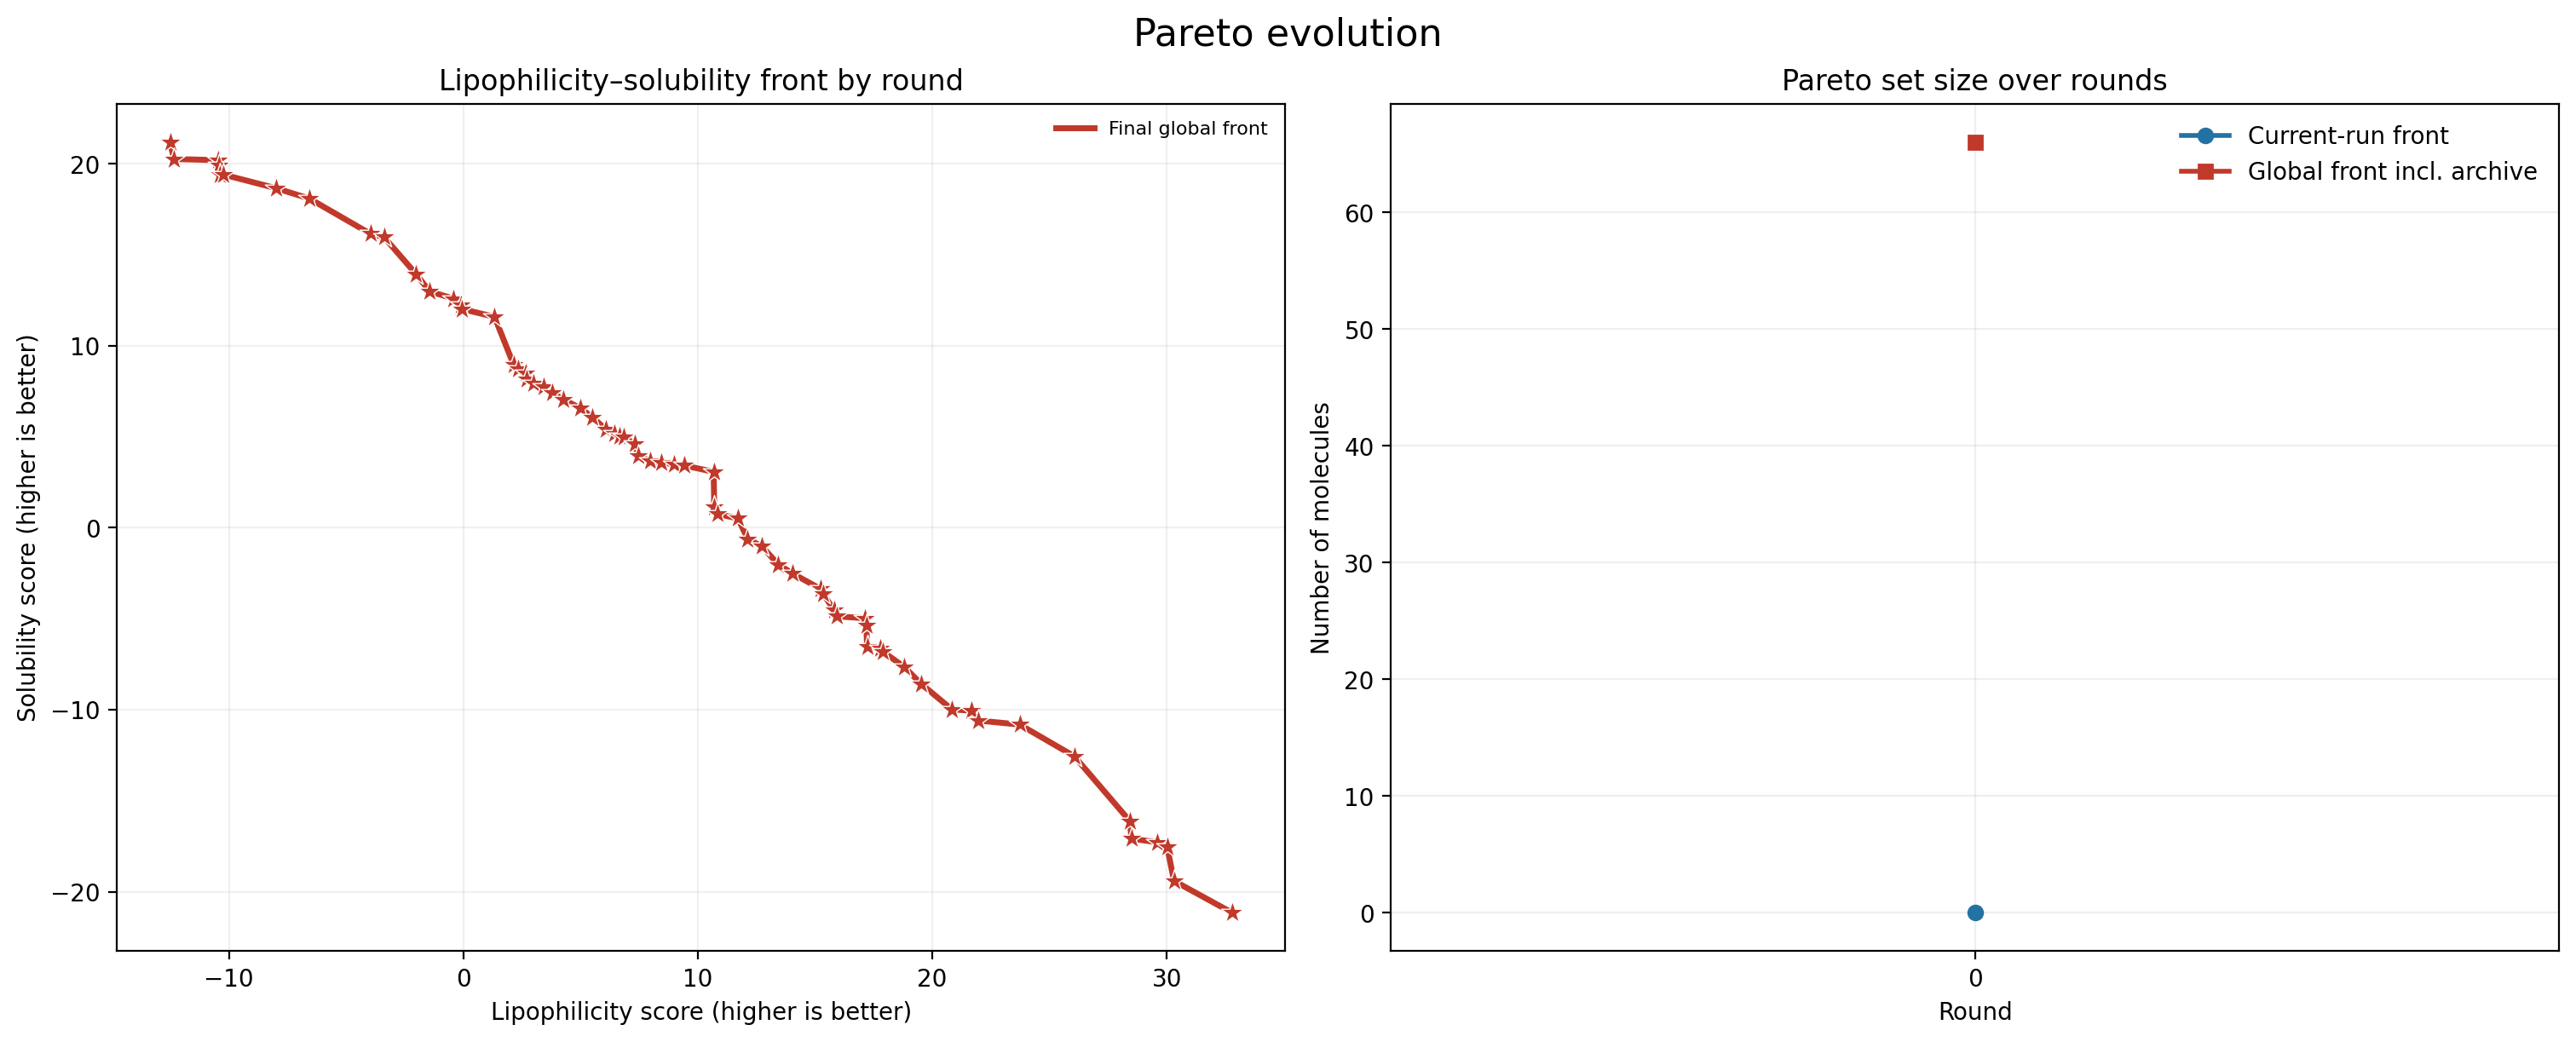 Pareto evolution
Lipophilicity–solubility front by round
Final global front
20
10
0
−10
−20
Solubility score (higher is better)
−10
0
10
20
30
Lipophilicity score (higher is better)
Pareto set size over rounds
Current-run front
Global front incl. archive
60
50
40
30
20
10
0
Number of molecules
0
Round